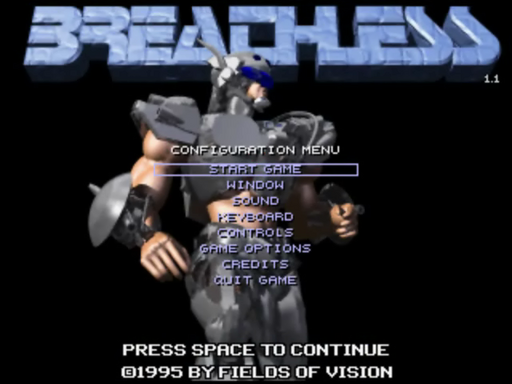 BREATHLESS
1.1
CONFIGURATION MENU
START GAME
WINDOW
SOUND
KEYBOARD
CONTROLS
GAME OPTIONS
CREDITS
QUIT GAME
PRESS SPACE TO CONTINUE
©1995 BY FIELDS OF VISION